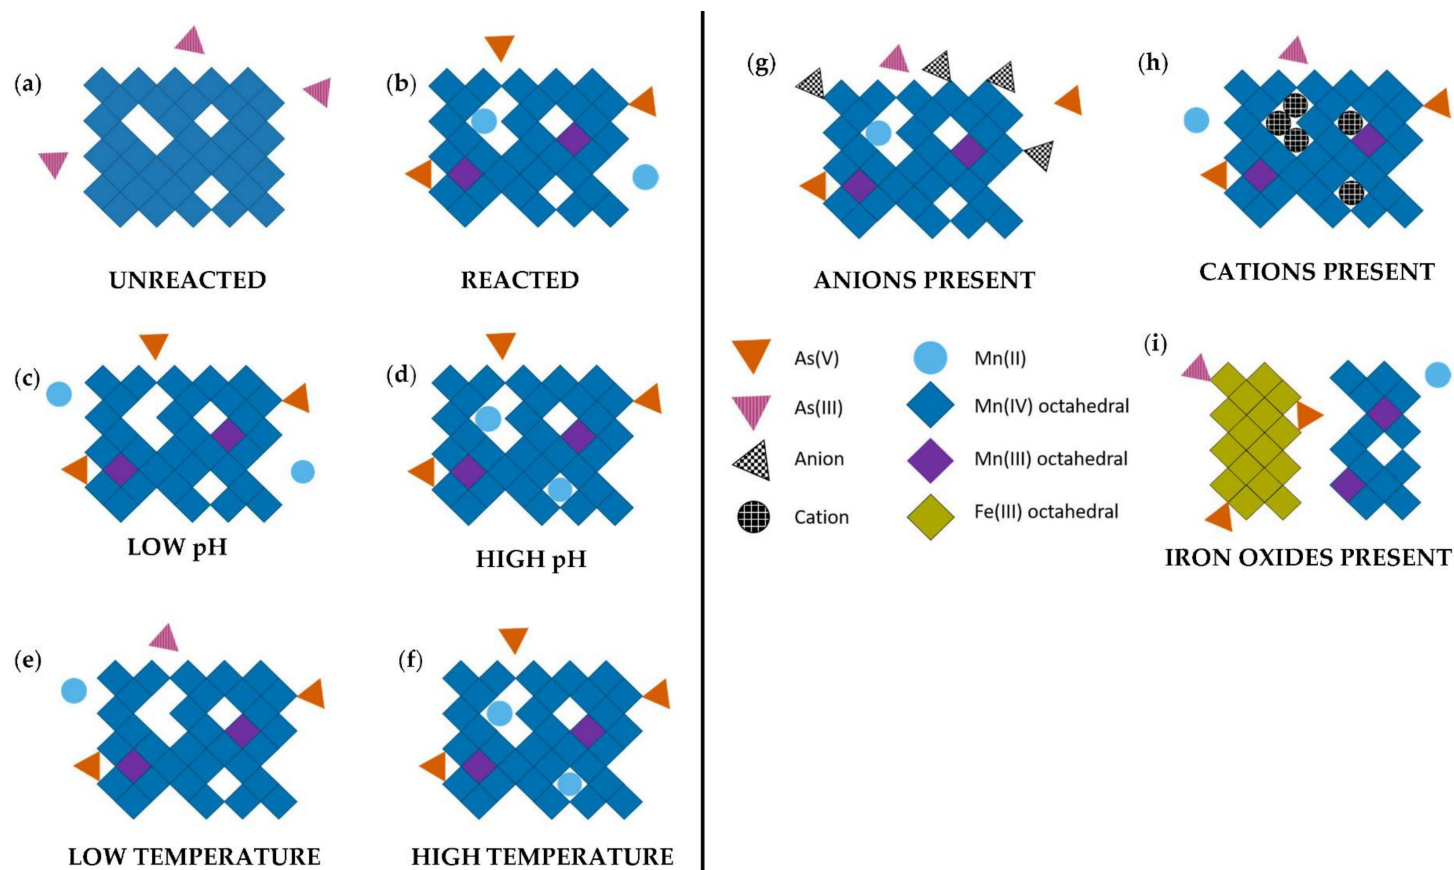 (a)
UNREACTED
(b)
REACTED
(c)
LOW pH
(d)
HIGH pH
(e)
LOW TEMPERATURE
(f)
HIGH TEMPERATURE
(g)
ANIONS PRESENT
(h)
CATIONS PRESENT
As(V)
Mn(II)
As(III)
Mn(IV) octahedral
Anion
Mn(III) octahedral
Cation
Fe(III) octahedral
(i)
IRON OXIDES PRESENT